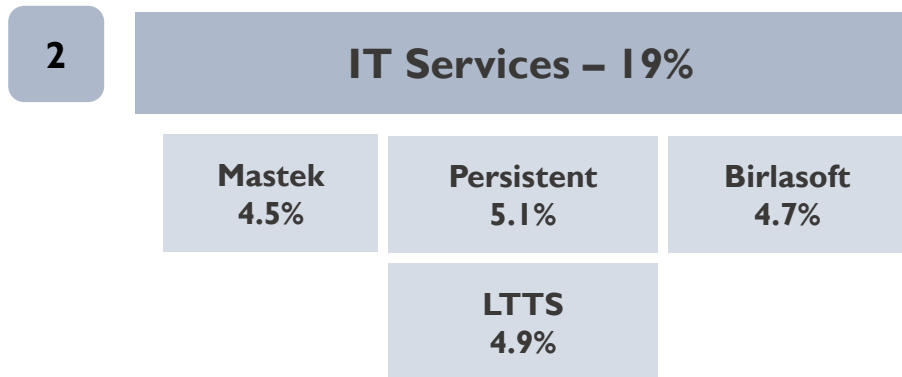 2
IT Services – 19%
Mastek
4.5%
Persistent
5.1%
Birlasoft
4.7%
LTTS
4.9%